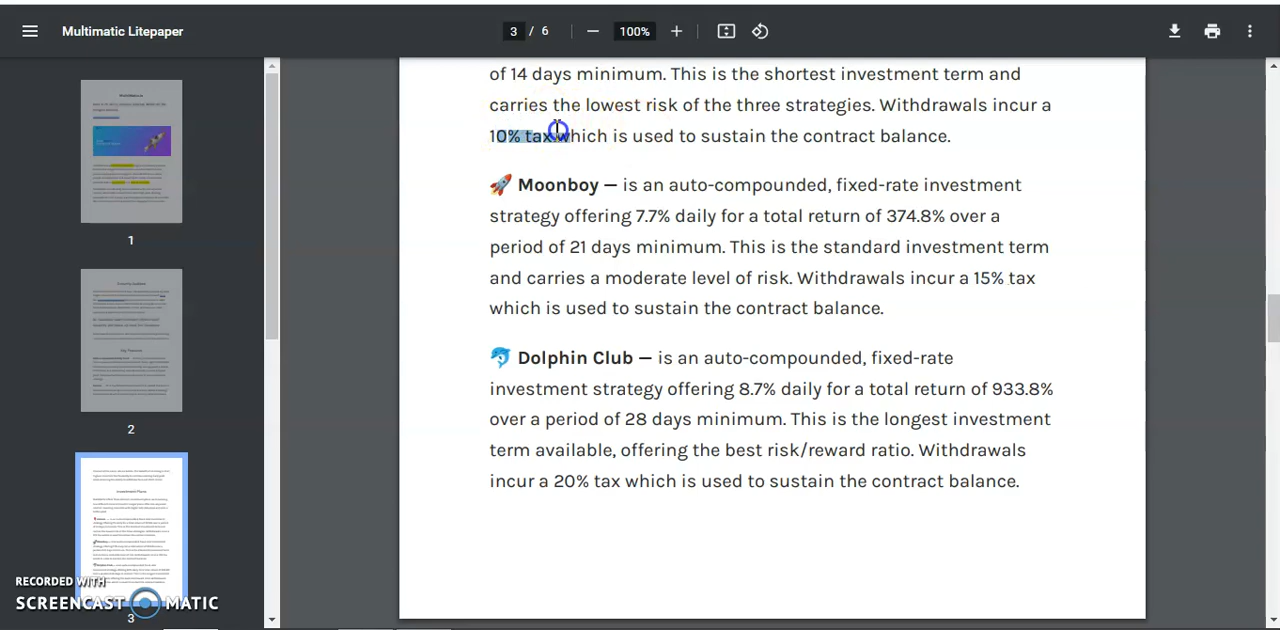 Multimatic Litepaper
3 / 6
100%
of 14 days minimum. This is the shortest investment term and
carries the lowest risk of the three strategies. Withdrawals incur a
10% tax which is used to sustain the contract balance.
Moonboy — is an auto-compounded, fixed-rate investment
strategy offering 7.7% daily for a total return of 374.8% over a
period of 21 days minimum. This is the standard investment term
and carries a moderate level of risk. Withdrawals incur a 15% tax
which is used to sustain the contract balance.
Dolphin Club — is an auto-compounded, fixed-rate
investment strategy offering 8.7% daily for a total return of 933.8%
over a period of 28 days minimum. This is the longest investment
term available, offering the best risk/reward ratio. Withdrawals
incur a 20% tax which is used to sustain the contract balance.
1
2
3
RECORDED WITH
SCREENCAST MATIC